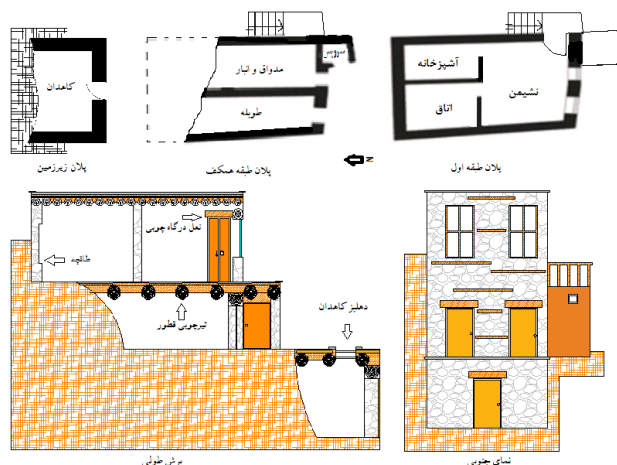 آشپزخانه
نشیمن
اتاق
پلان طبقه اول
سرویس
مدواق و انبار
طویله
پلان طبقه همکف
N
کاهدان
پلان زیرزمین
نعل درگاه چوبی
طاقچه
تیرچوبی قطور
دهلیز کاهدان
برش طولی
نمای جنوبی